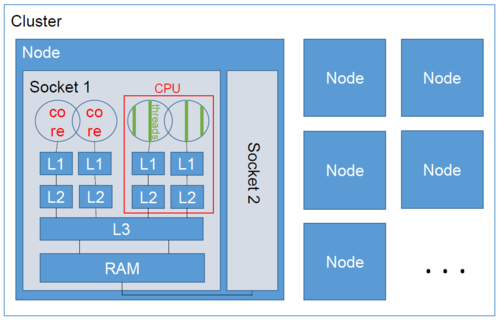 Cluster
Node
Socket 1
CPU
co
re
co
re
threads
L1
L1
L1
L1
L2
L2
L2
L2
L3
RAM
Socket 2
Node
Node
Node
Node
Node
. . .